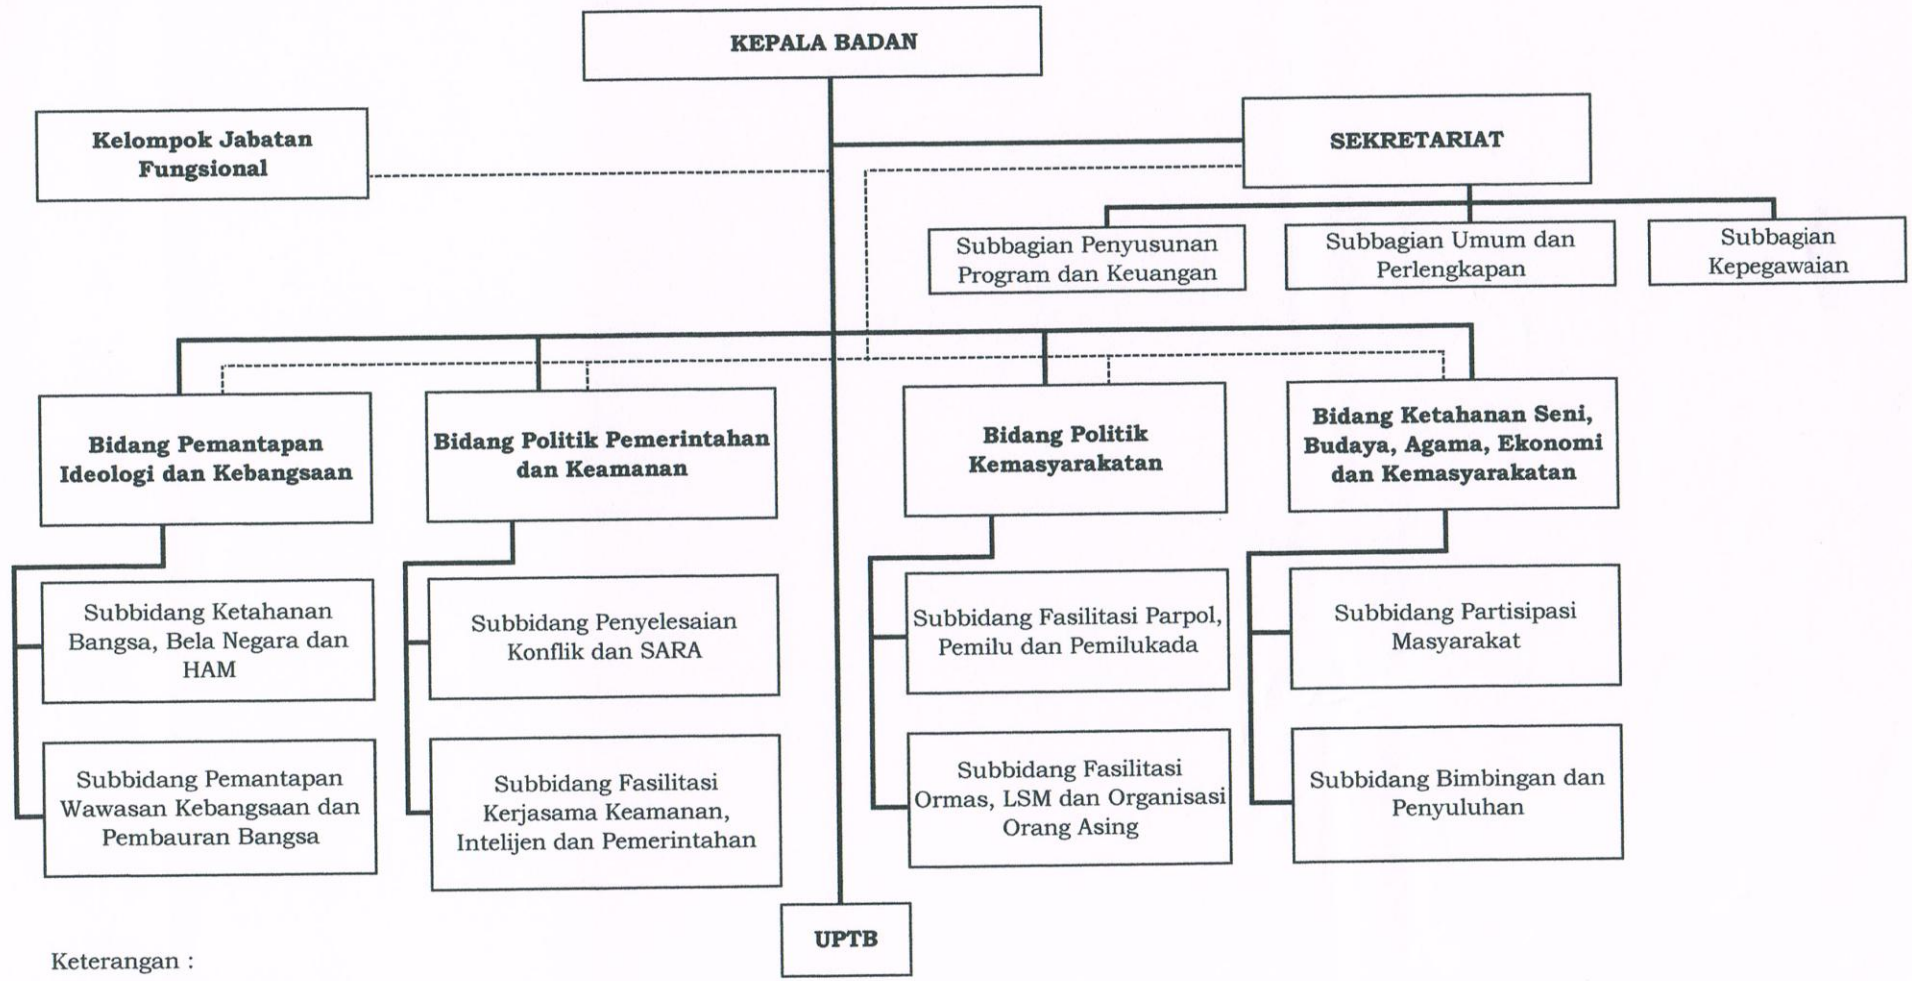 KEPALA BADAN
Kelompok Jabatan
Fungsional
SEKRETARIAT
Subbagian Penyusunan
Program dan Keuangan
Subbagian Umum dan
Perlengkapan
Subbagian
Kepegawaian
Bidang Pemantapan
Ideologi dan Kebangsaan
Bidang Politik Pemerintahan
dan Keamanan
Bidang Politik
Kemasyarakatan
Bidang Ketahanan Seni,
Budaya, Agama, Ekonomi
dan Kemasyarakatan
Subbidang Ketahanan
Bangsa, Bela Negara dan
HAM
Subbidang Penyelesaian
Konflik dan SARA
Subbidang Fasilitasi Parpol,
Pemilu dan Pemilukada
Subbidang Partisipasi
Masyarakat
Subbidang Pemantapan
Wawasan Kebangsaan dan
Pembauran Bangsa
Subbidang Fasilitasi
Kerjasama Keamanan,
Intelijen dan Pemerintahan
Subbidang Fasilitasi
Ormas, LSM dan Organisasi
Orang Asing
Subbidang Bimbingan dan
Penyuluhan
UPTB
Keterangan :